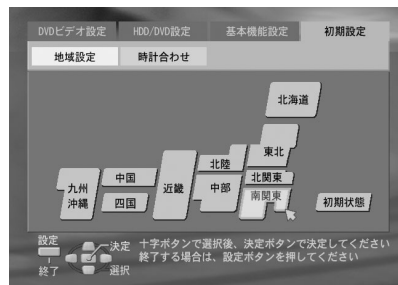 DVDビデオ設定
HDD/DVD設定
基本機能設定
初期設定
地域設定
時計合わせ
北海道
東北
北陸
北関東
南関東
中部
近畿
中国
四国
九州
沖縄
初期状態
設定
終了
決定
選択
十字ボタンで選択後、決定ボタンで決定してください
終了する場合は、設定ボタンを押してください